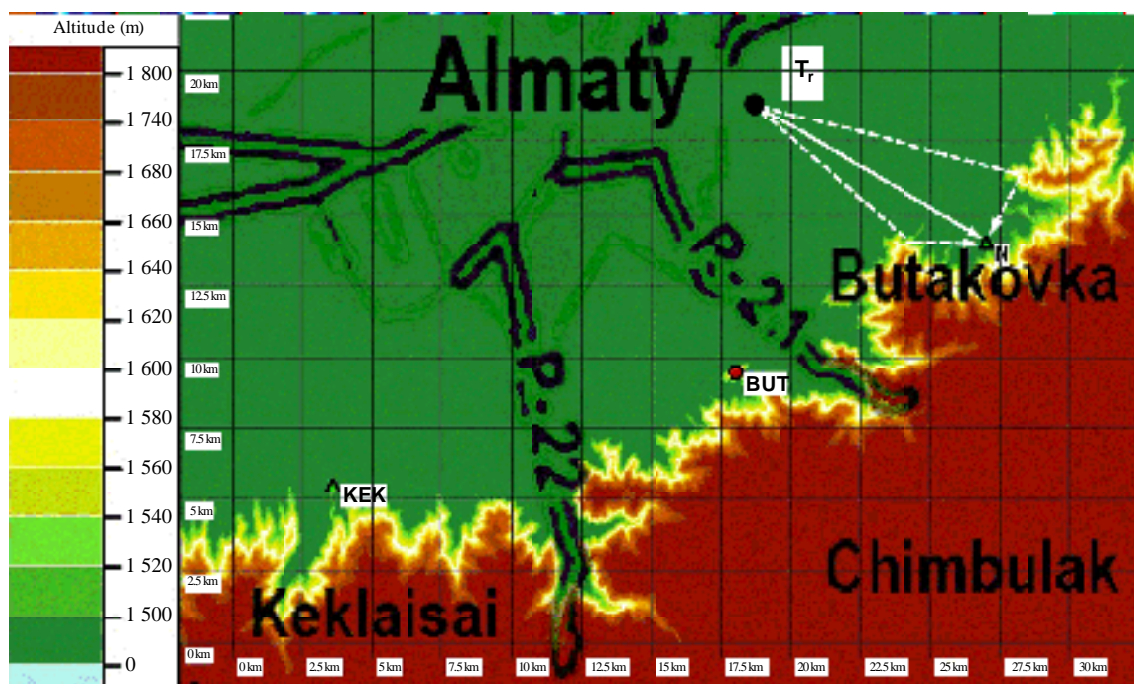 Altitude (m)
1 800
1 740
1 680
1 660
1 640
1 620
1 600
1 580
1 560
1 540
1 520
1 500
0
20 km
17.5 km
15 km
12.5 km
10 km
7.5 km
5 km
2.5 km
0 km
Almaty
Tr
N
Butakovka
P. 2.1
BUT
P. 22
KEK
Chimbulak
Keklaisai
0 km
2.5 km
5 km
7.5 km
10 km
12.5 km
15 km
17.5 km
20 km
22.5 km
25 km
27.5 km
30 km